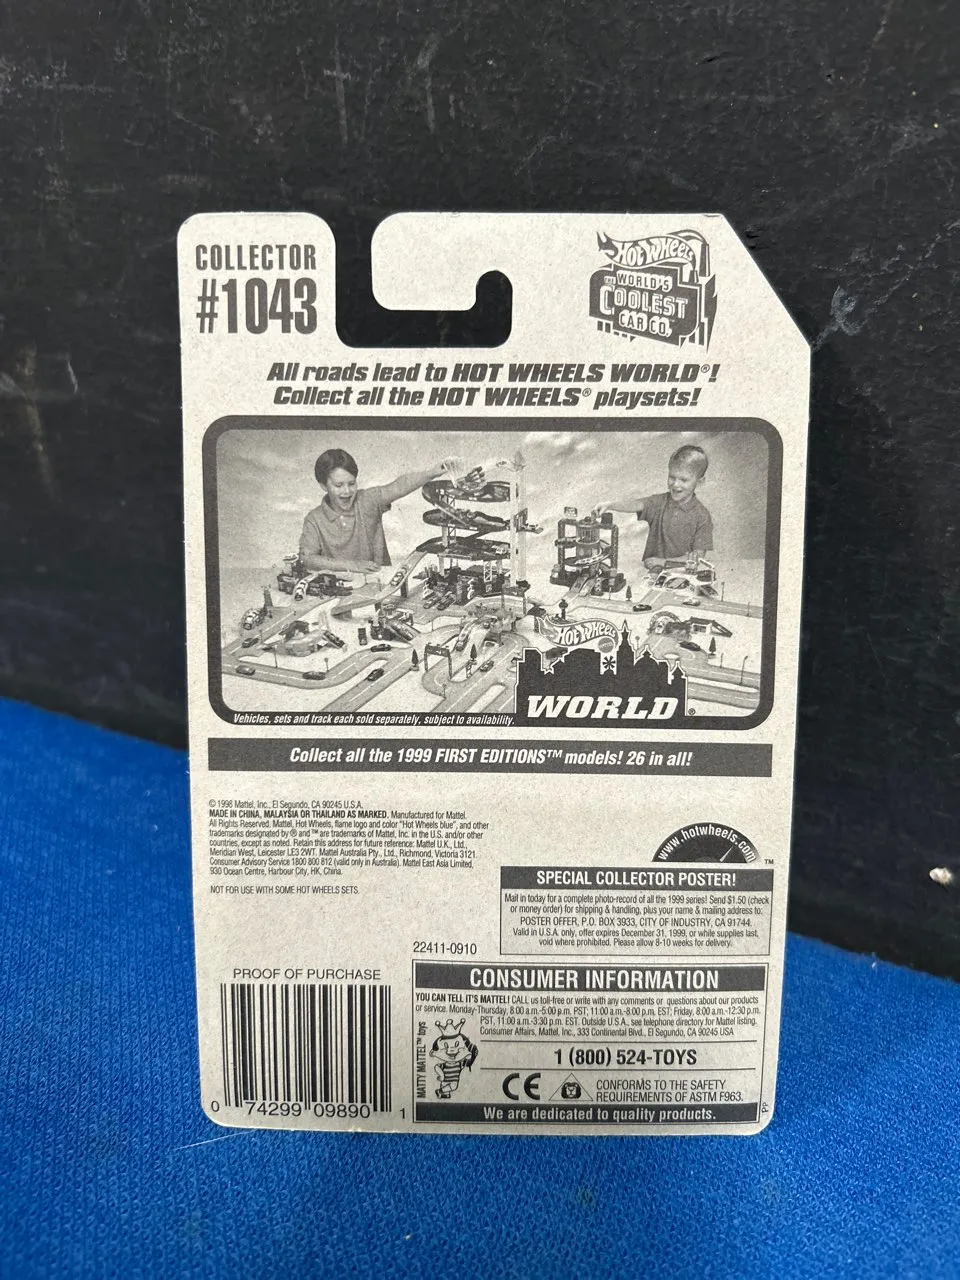 COLLECTOR
#1043
HOT WHEELS
THE WORLD'S
COOLEST
CAR CO.
All roads lead to HOT WHEELS WORLD®!
Collect all the HOT WHEELS® playsets!
HOT WHEELS
WORLD®
Vehicles, sets and track each sold separately, subject to availability.
Collect all the 1999 FIRST EDITIONS™ models! 26 in all!
© 1998 Mattel, Inc., El Segundo, CA 90245 U.S.A.
MADE IN CHINA, MALAYSIA OR THAILAND AS MARKED. Manufactured for Mattel.
All Rights Reserved. Mattel, Hot Wheels, flame logo and color "Hot Wheels blue", and other
trademarks designated by ® and ™ are trademarks of Mattel, Inc. in the U.S. and/or other
countries, except as noted. Retain this address for future reference: Mattel U.K., Ltd.,
Meridian West, Leicester LE3 2WT. Mattel Australia Pty., Ltd., Richmond, Victoria 3121.
Consumer Advisory Service 1800 800 812 (valid only in Australia). Mattel East Asia Limited,
930 Ocean Centre, Harbour City, HK, China.
NOT FOR USE WITH SOME HOT WHEELS SETS.
www.hotwheels.com
™
SPECIAL COLLECTOR POSTER!
Mail in today for a complete photo-record of all the 1999 series! Send $1.50 (check
or money order) for shipping & handling, plus your name & mailing address to:
POSTER OFFER, P.O. BOX 3933, CITY OF INDUSTRY, CA 91744.
Valid in U.S.A. only, offer expires December 31, 1999, or while supplies last,
void where prohibited. Please allow 8-10 weeks for delivery.
22411-0910
PROOF OF PURCHASE
0 74299 09890 1
CONSUMER INFORMATION
YOU CAN TELL IT'S MATTEL! CALL us toll-free or write with any comments or questions about our products
or service. Monday-Thursday, 8:00 a.m.-5:00 p.m. PST; 11:00 a.m.-8:00 p.m. EST; Friday, 8:00 a.m.-12:30 p.m.
PST, 11:00 a.m.-3:30 p.m. EST. Outside U.S.A., see telephone directory for Mattel listing.
Consumer Affairs, Mattel, Inc., 333 Continental Blvd., El Segundo, CA 90245 USA
MATTY MATTEL™ toys
1 (800) 524-TOYS
CE
CONFORMS TO THE SAFETY
REQUIREMENTS OF ASTM F963.
We are dedicated to quality products.
PP